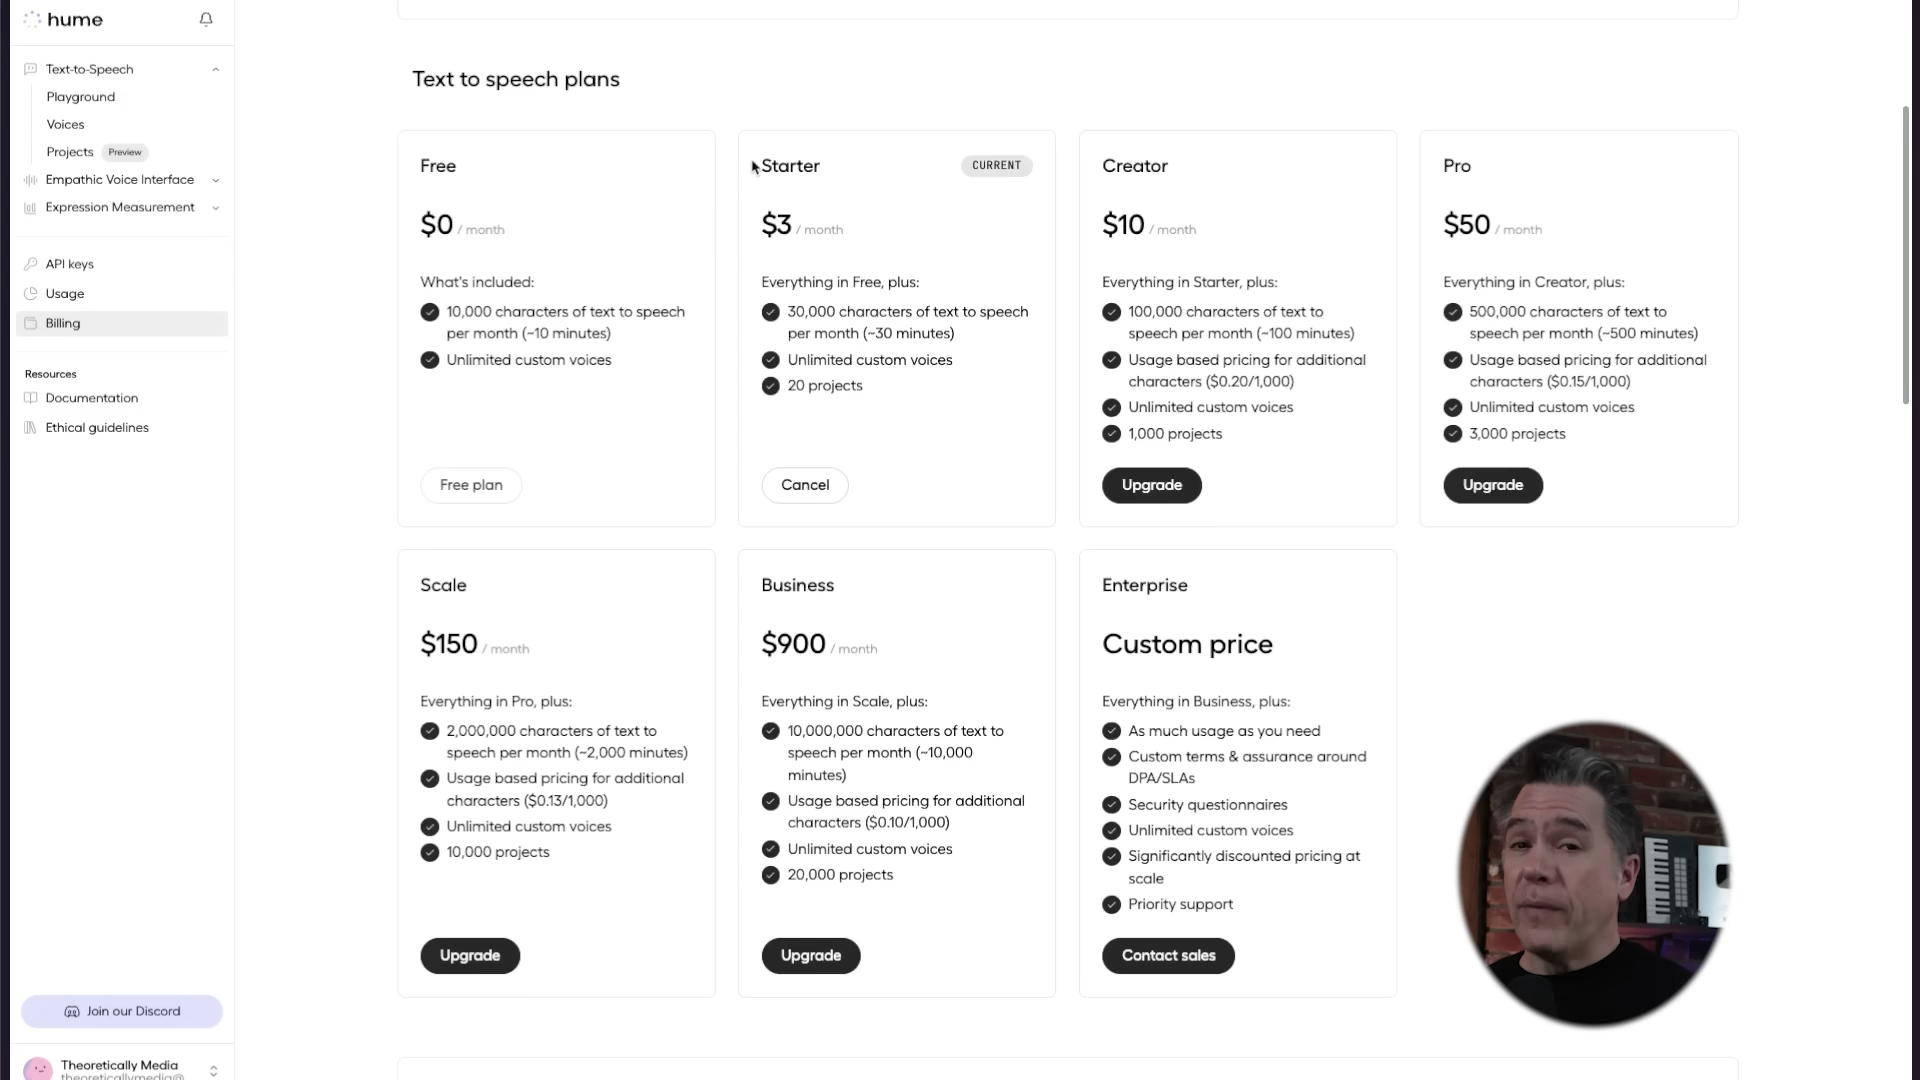 hume
Text-to-Speech
Playground
Voices
Projects Preview
Empathic Voice Interface
Expression Measurement
API keys
Usage
Billing
Resources
Documentation
Ethical guidelines
Join our Discord
Theoretically Media
theoreticallymedia@
Text to speech plans
Free
$0 / month
What's included:
10,000 characters of text to speech
per month (~10 minutes)
Unlimited custom voices
Free plan
Starter CURRENT
$3 / month
Everything in Free, plus:
30,000 characters of text to speech
per month (~30 minutes)
Unlimited custom voices
20 projects
Cancel
Creator
$10 / month
Everything in Starter, plus:
100,000 characters of text to
speech per month (~100 minutes)
Usage based pricing for additional
characters ($0.20/1,000)
Unlimited custom voices
1,000 projects
Upgrade
Pro
$50 / month
Everything in Creator, plus:
500,000 characters of text to
speech per month (~500 minutes)
Usage based pricing for additional
characters ($0.15/1,000)
Unlimited custom voices
3,000 projects
Upgrade
Scale
$150 / month
Everything in Pro, plus:
2,000,000 characters of text to
speech per month (~2,000 minutes)
Usage based pricing for additional
characters ($0.13/1,000)
Unlimited custom voices
10,000 projects
Upgrade
Business
$900 / month
Everything in Scale, plus:
10,000,000 characters of text to
speech per month (~10,000
minutes)
Usage based pricing for additional
characters ($0.10/1,000)
Unlimited custom voices
20,000 projects
Upgrade
Enterprise
Custom price
Everything in Business, plus:
As much usage as you need
Custom terms & assurance around
DPA/SLAs
Security questionnaires
Unlimited custom voices
Significantly discounted pricing at
scale
Priority support
Contact sales